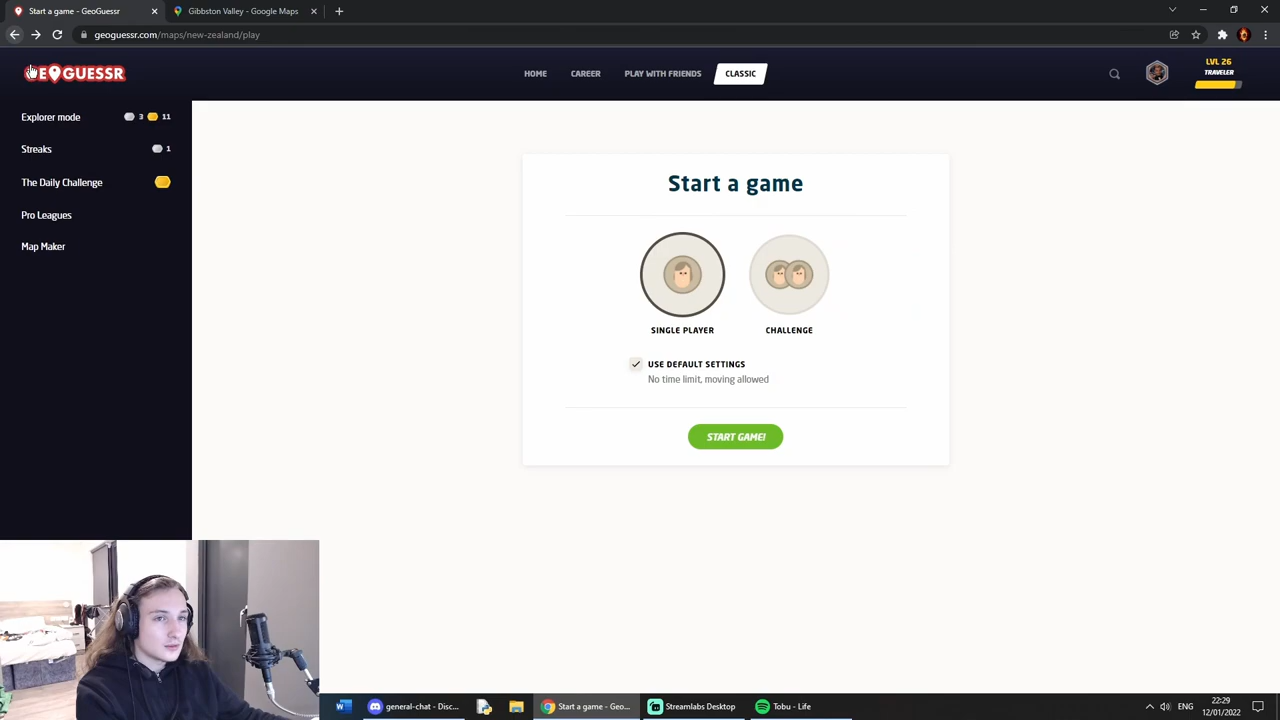 Start a game - GeoGuessr
Gibbston Valley - Google Maps
geoguessr.com/maps/new-zealand/play
GEOGUESSR
HOME
CAREER
PLAY WITH FRIENDS
CLASSIC
LVL 26
TRAVELER
Explorer mode 3 11
Streaks 1
The Daily Challenge
Pro Leagues
Map Maker
Start a game
SINGLE PLAYER
CHALLENGE
USE DEFAULT SETTINGS
No time limit, moving allowed
START GAME!
general-chat - Disc...
Start a game - Geo...
Streamlabs Desktop
Tobu - Life
ENG
22:29
12/01/2022